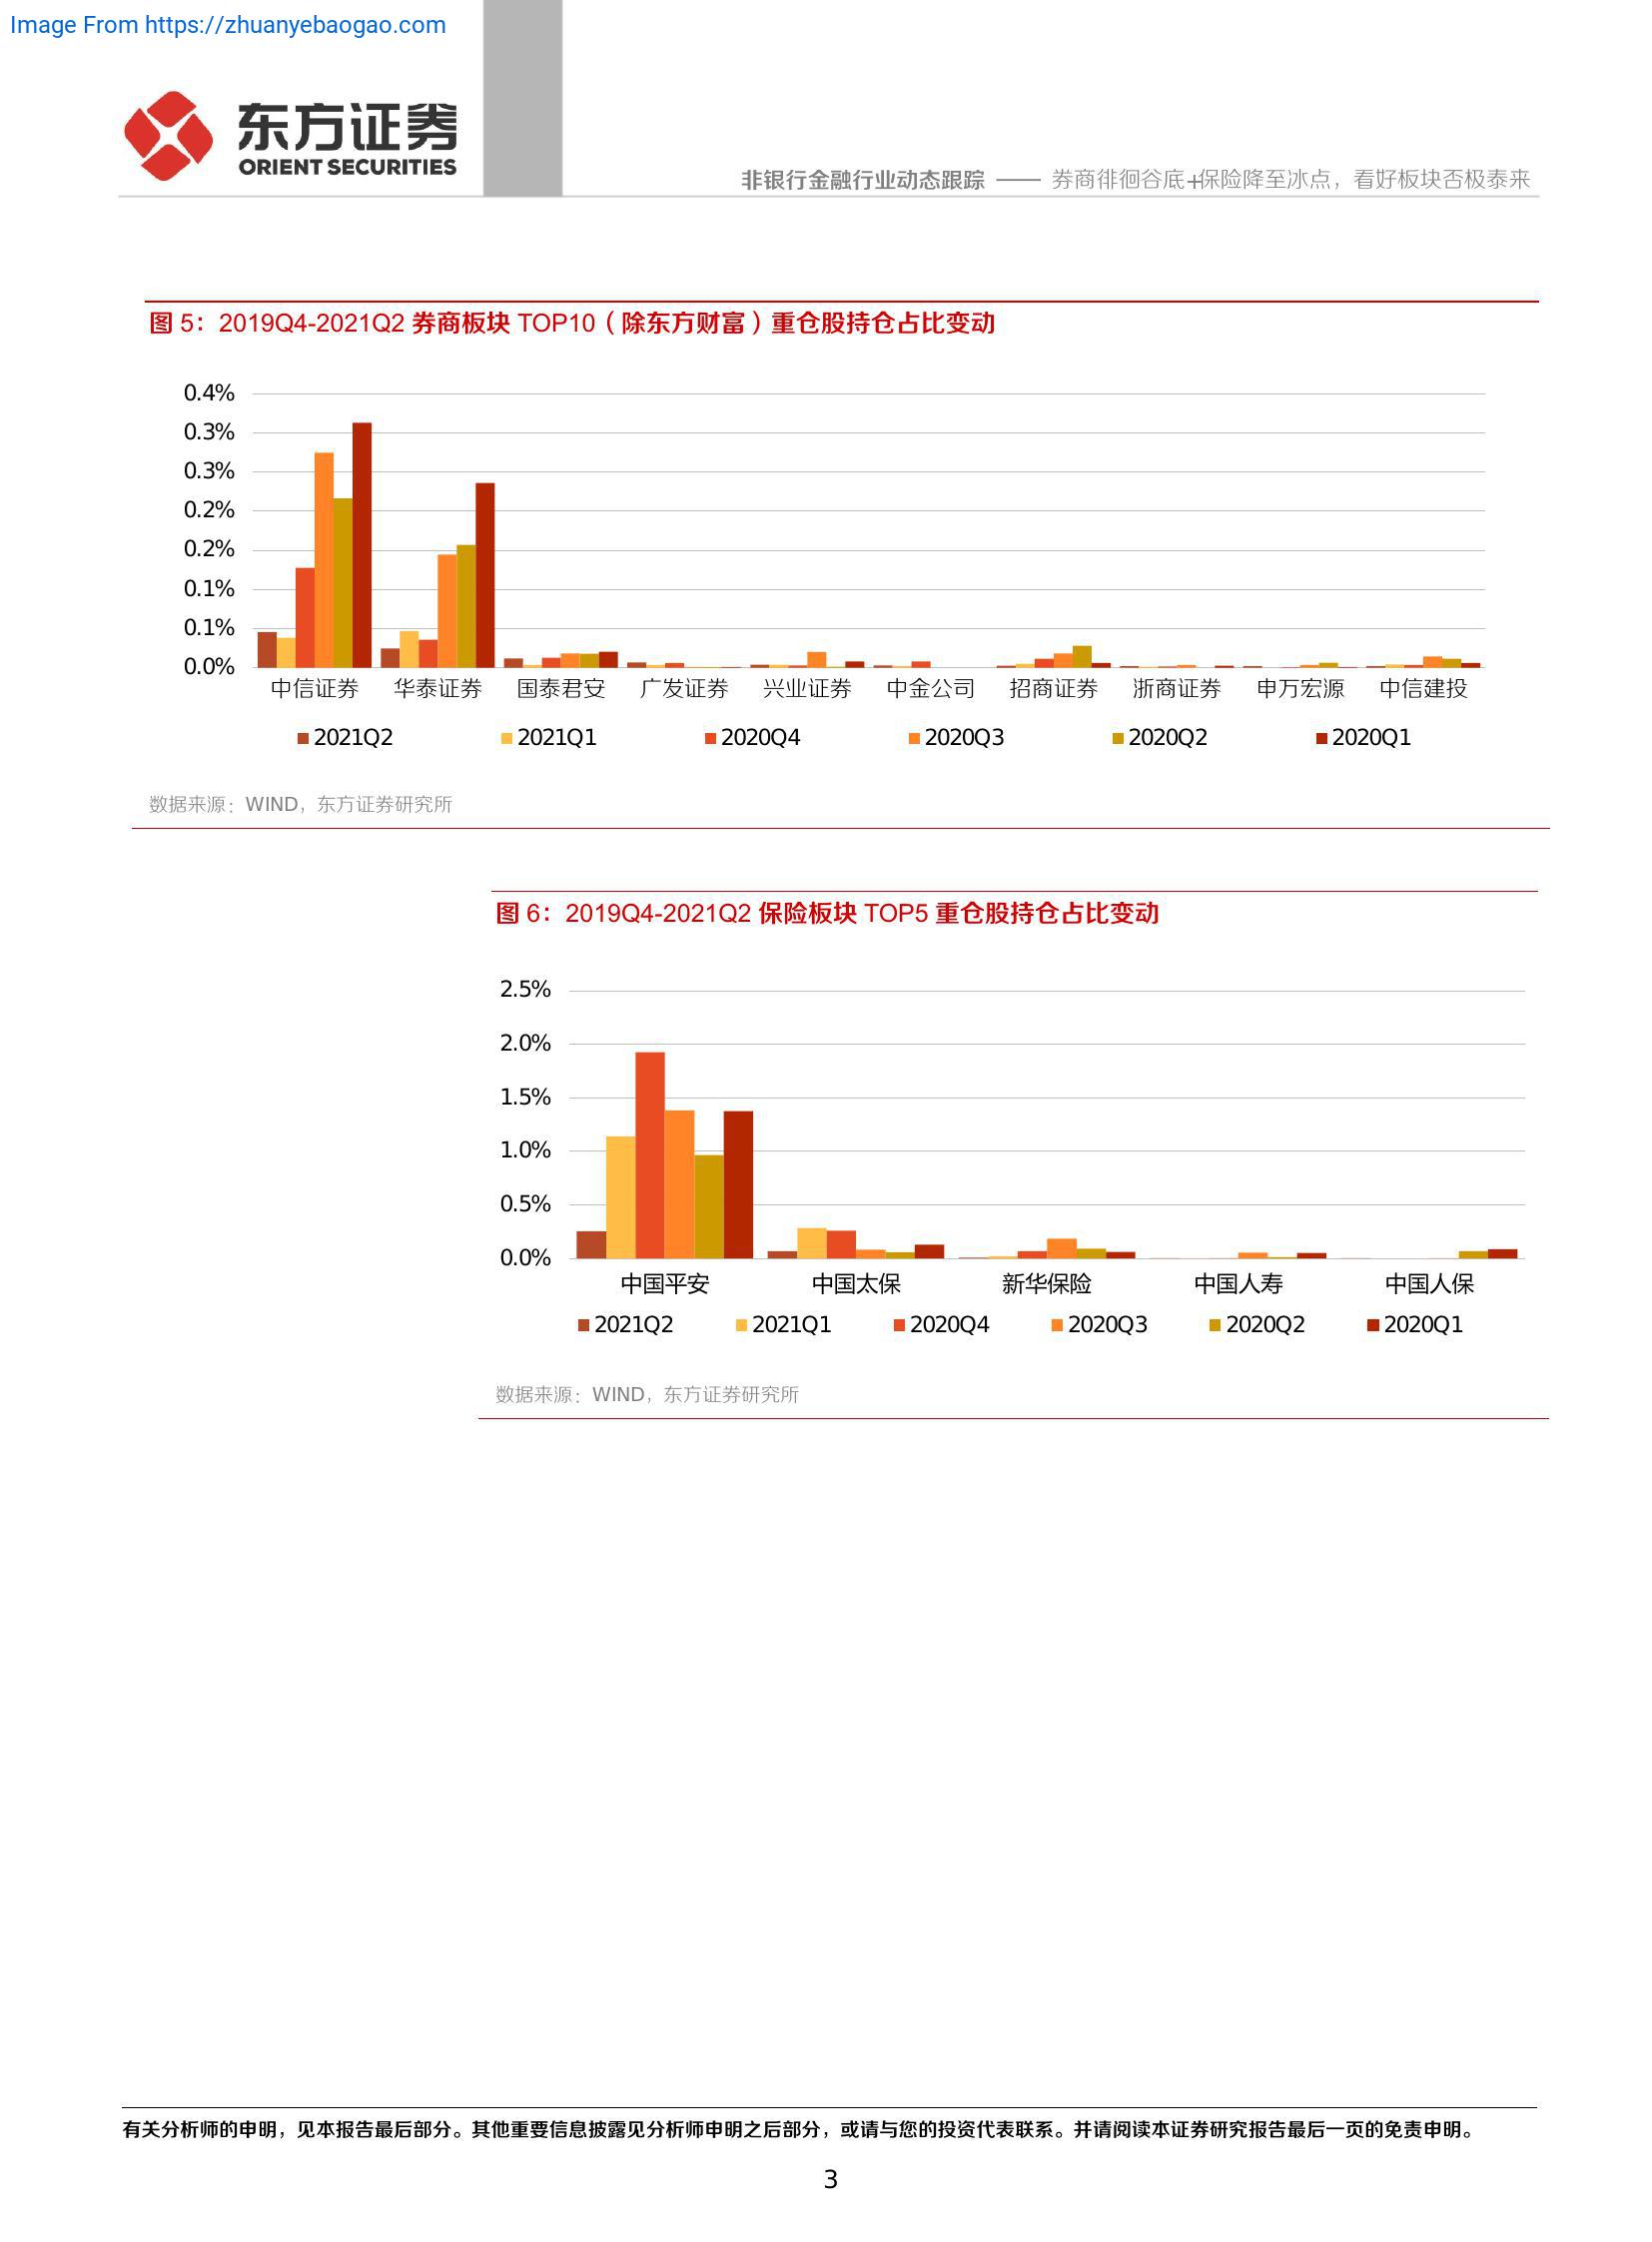 Image From https://zhuanyebaogao.com
东方证券
ORIENT SECURITIES
非银行金融行业动态跟踪 —— 券商徘徊谷底+保险降至冰点，看好板块否极泰来
图 5：2019Q4-2021Q2 券商板块 TOP10（除东方财富）重仓股持仓占比变动
0.4%
0.3%
0.3%
0.2%
0.2%
0.1%
0.1%
0.0%
中信证券 华泰证券 国泰君安 广发证券 兴业证券 中金公司 招商证券 浙商证券 申万宏源 中信建投
2021Q2 2021Q1 2020Q4 2020Q3 2020Q2 2020Q1
数据来源：WIND，东方证券研究所
图 6：2019Q4-2021Q2 保险板块 TOP5 重仓股持仓占比变动
2.5%
2.0%
1.5%
1.0%
0.5%
0.0%
中国平安 中国太保 新华保险 中国人寿 中国人保
2021Q2 2021Q1 2020Q4 2020Q3 2020Q2 2020Q1
数据来源：WIND，东方证券研究所
有关分析师的申明，见本报告最后部分。其他重要信息披露见分析师申明之后部分，或请与您的投资代表联系。并请阅读本证券研究报告最后一页的免责申明。
3